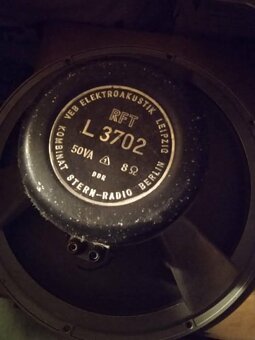 VEB ELEKTROAKUSTIK LEIPZIG
RFT
L 3702
50VA 8Ω
DDR
KOMBINAT STERN-RADIO BERLIN